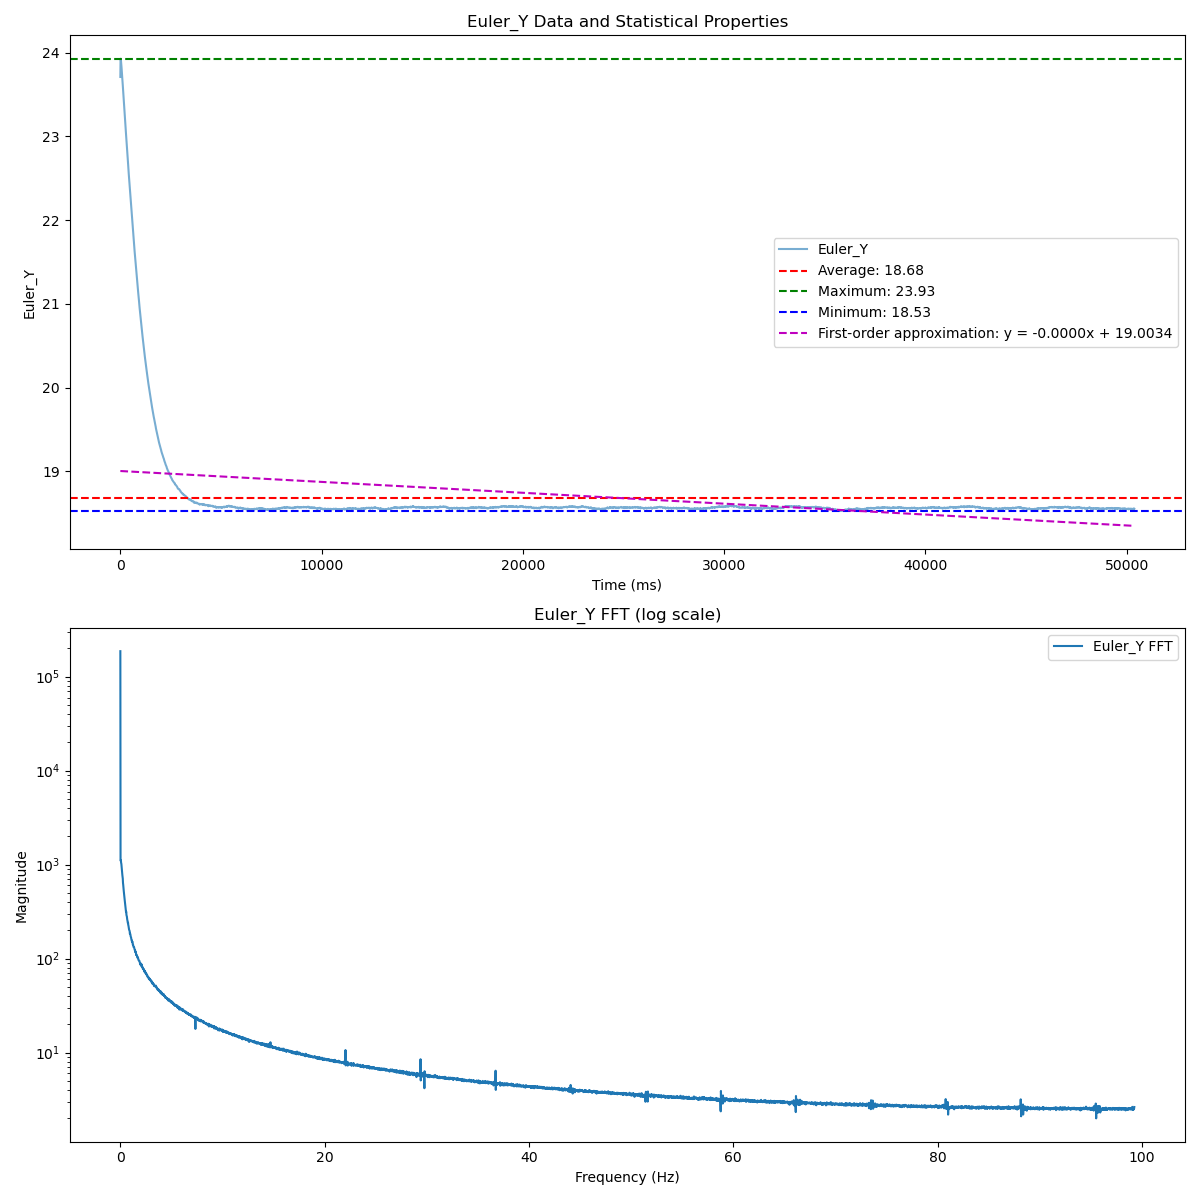 Euler_Y Data and Statistical Properties
24
23
22
21
20
19
Euler_Y
Euler_Y
Average: 18.68
Maximum: 23.93
Minimum: 18.53
First-order approximation: y = -0.0000x + 19.0034
0 10000 20000 30000 40000 50000
Time (ms)
Euler_Y FFT (log scale)
Euler_Y FFT
10^5
10^4
10^3
10^2
10^1
Magnitude
0 20 40 60 80 100
Frequency (Hz)